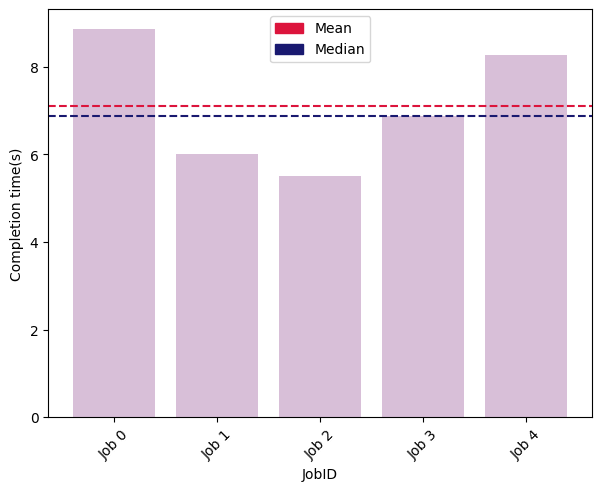 Mean
Median
Completion time(s)
8
6
4
2
0
Job 0
Job 1
Job 2
Job 3
Job 4
JobID